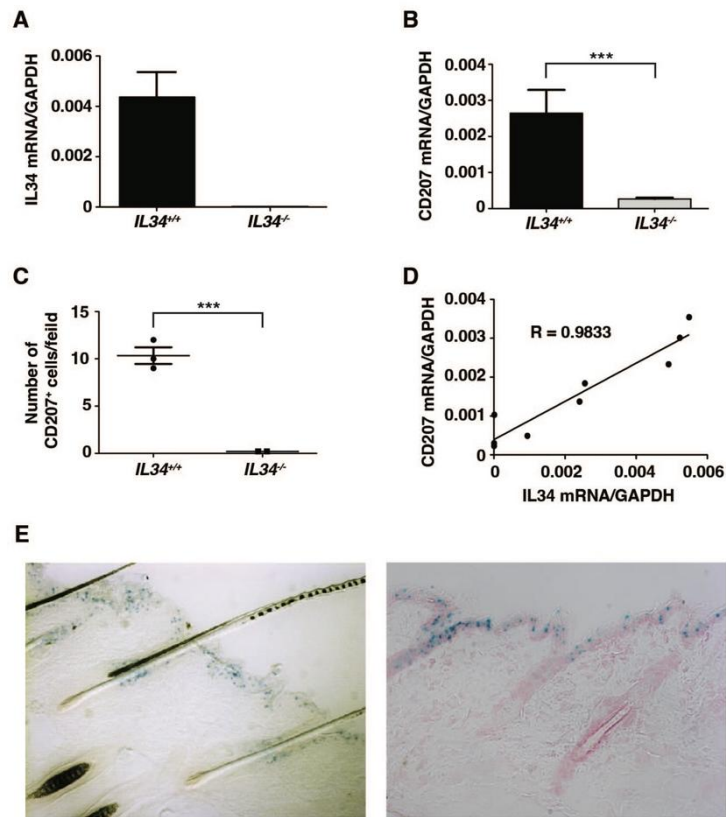 A
IL34 mRNA/GAPDH
0.006
0.004
0.002
0
IL34+/+
IL34-/-
B
CD207 mRNA/GAPDH
0.004
0.003
0.002
0.001
0
***
IL34+/+
IL34-/-
C
Number of
CD207+ cells/feild
15
10
5
0
***
IL34+/+
IL34-/-
D
CD207 mRNA/GAPDH
0.004
0.003
0.002
0.001
0
R = 0.9833
0 0.002 0.004 0.006
IL34 mRNA/GAPDH
E